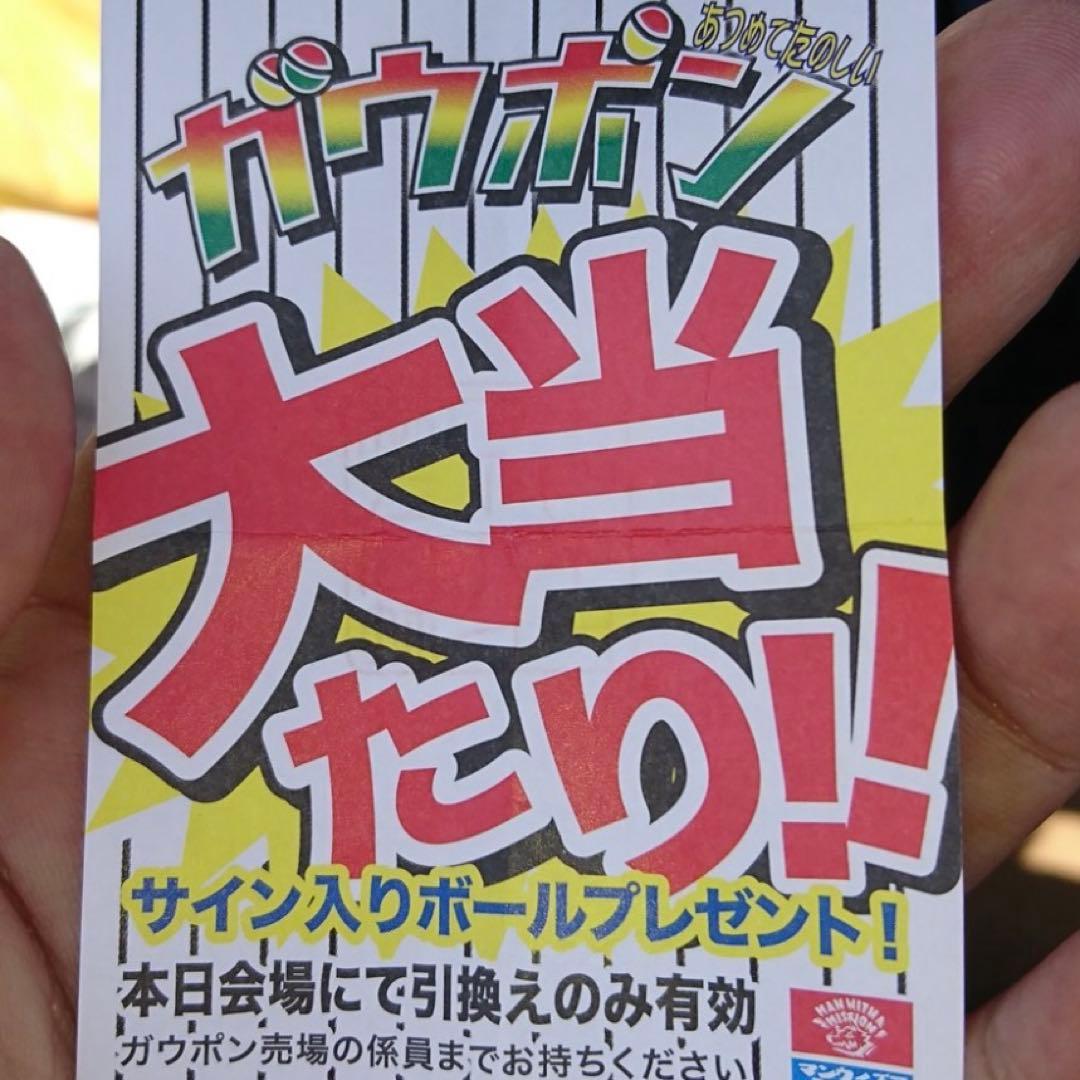 あつめてたのしい
ガウポン
大当
たり!!
サイン入りボールプレゼント!
本日会場にて引換えのみ有効
ガウポン売場の係員までお持ちください
MAN WITH A
MISSION